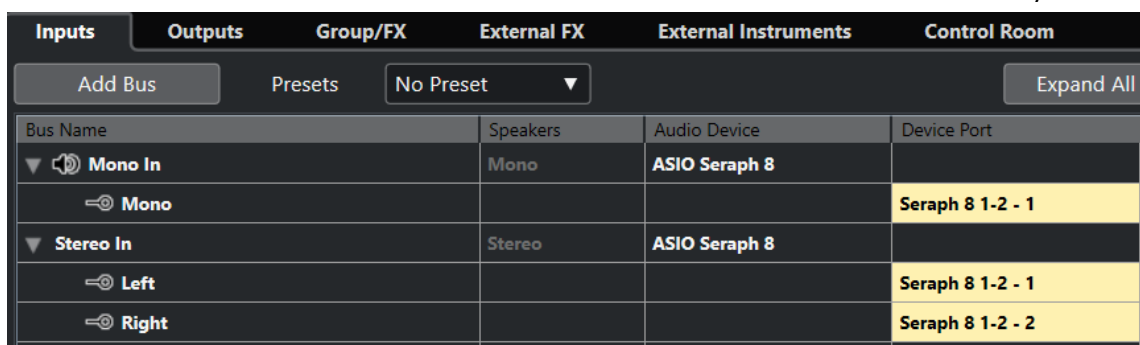 Inputs Outputs Group/FX External FX External Instruments Control Room
Add Bus Presets No Preset Expand All
Bus Name Speakers Audio Device Device Port
Mono In Mono ASIO Seraph 8
Mono Seraph 8 1-2 - 1
Stereo In Stereo ASIO Seraph 8
Left Seraph 8 1-2 - 1
Right Seraph 8 1-2 - 2